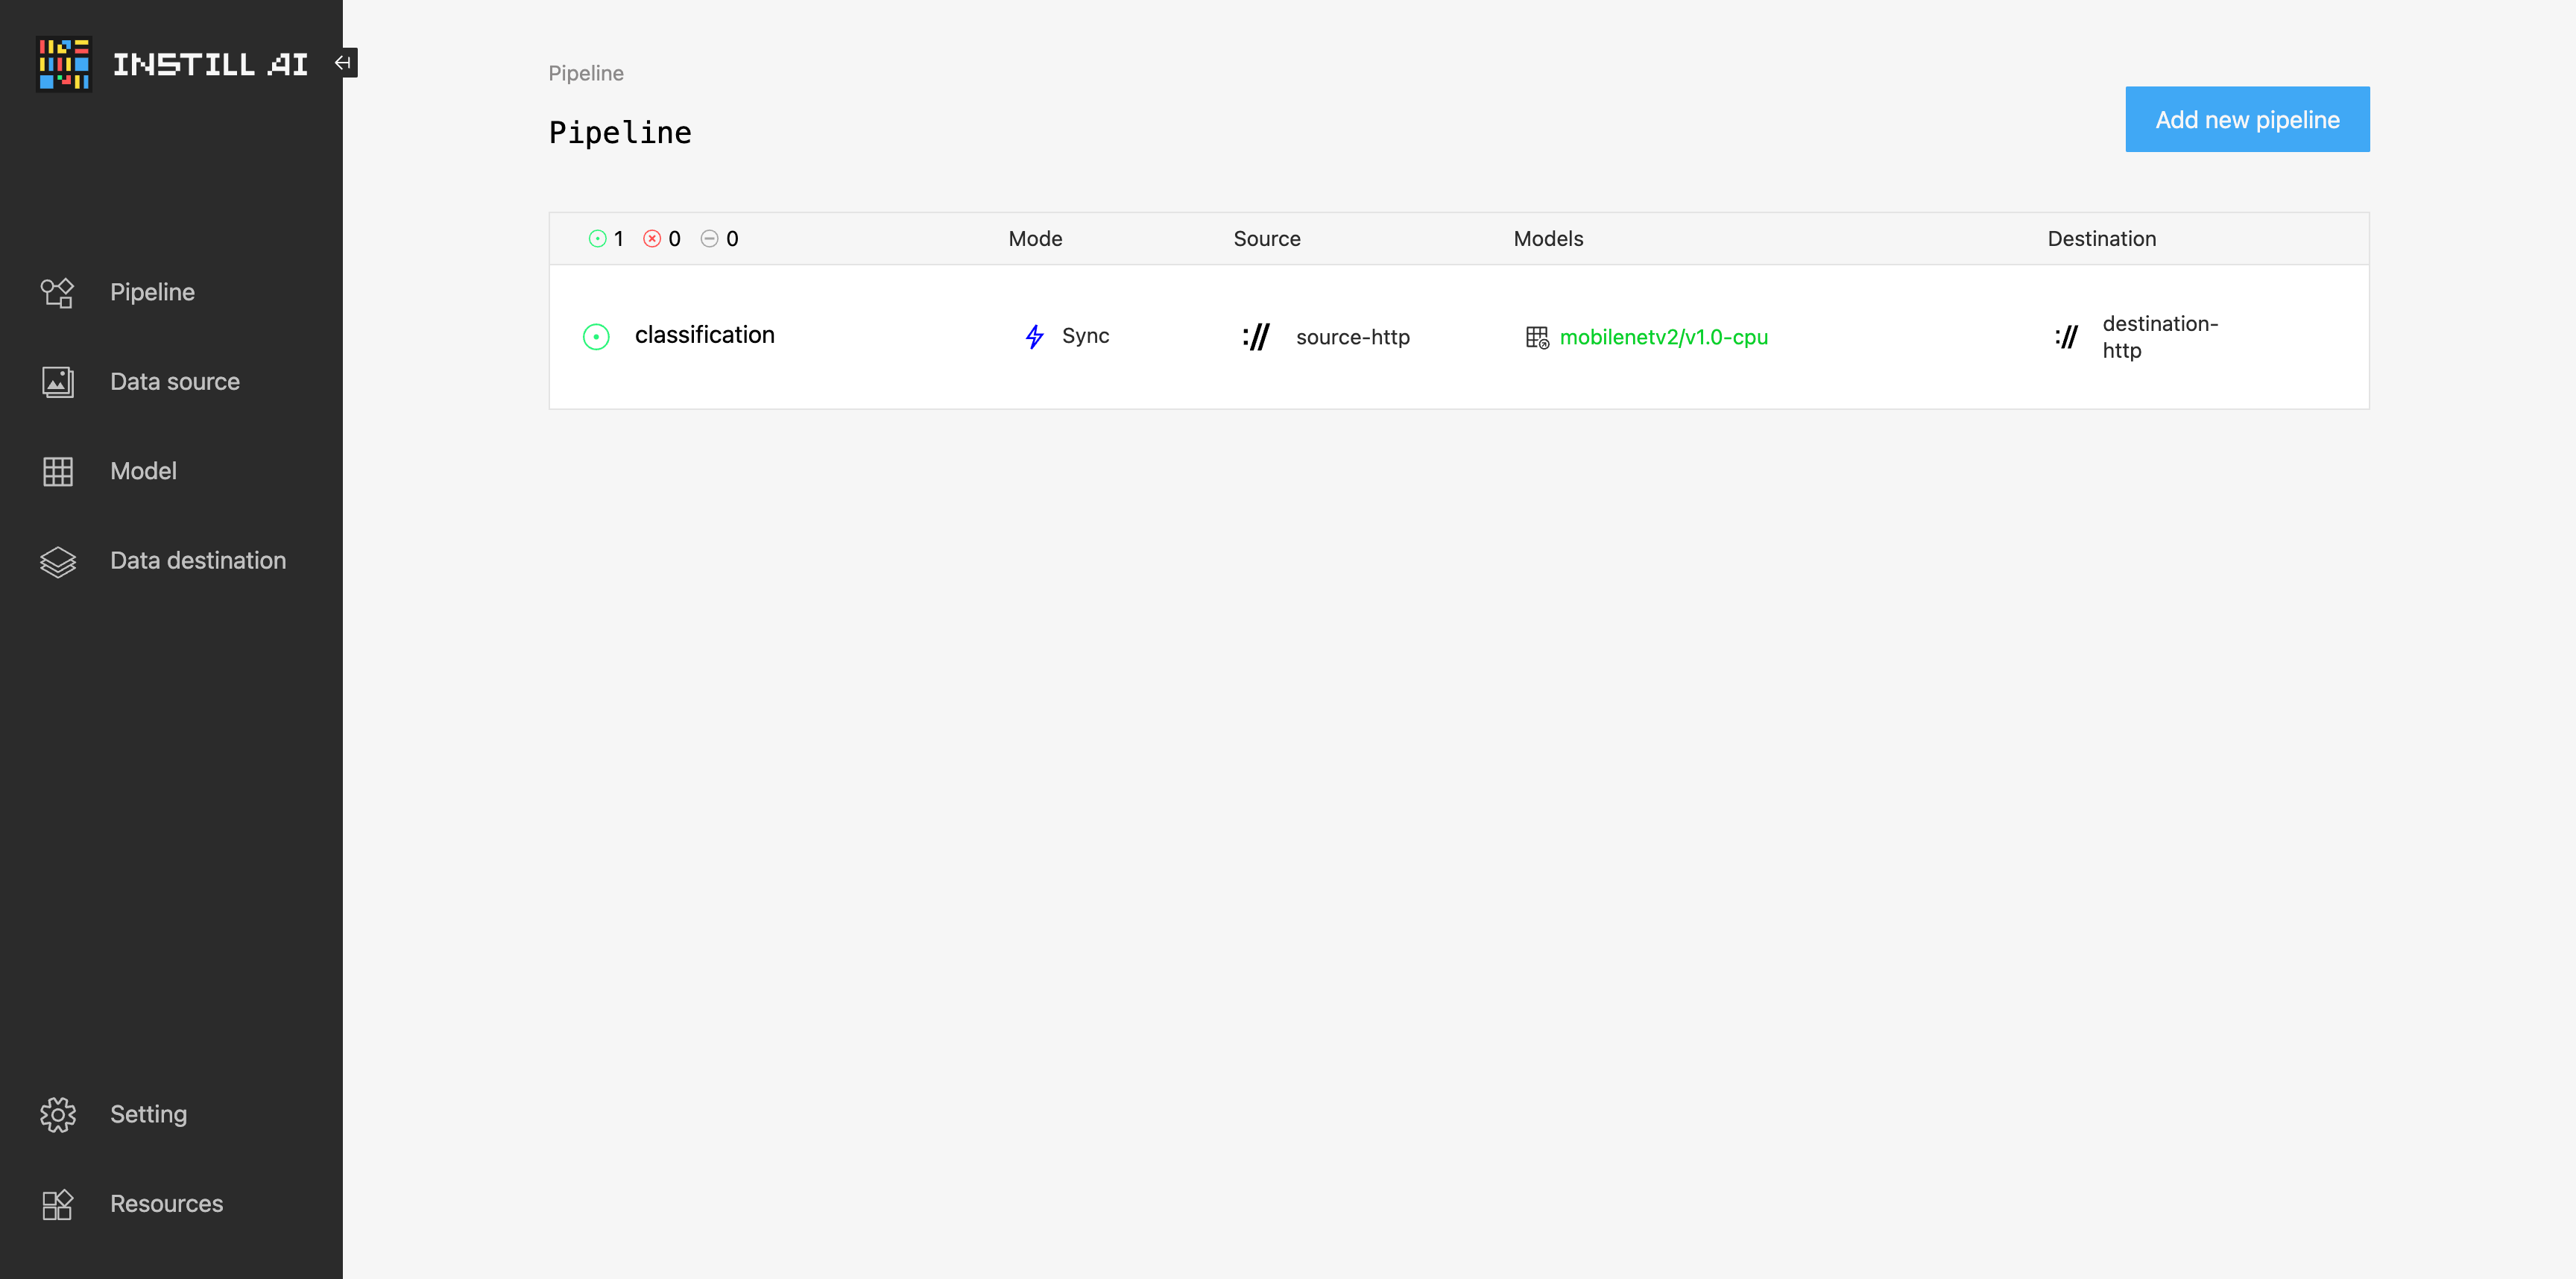 INSTILL AI
Pipeline
Data source
Model
Data destination
Setting
Resources
Pipeline
Pipeline
Add new pipeline
1 0 0 Mode Source Models Destination
classification Sync :// source-http mobilenetv2/v1.0-cpu :// destination-
http